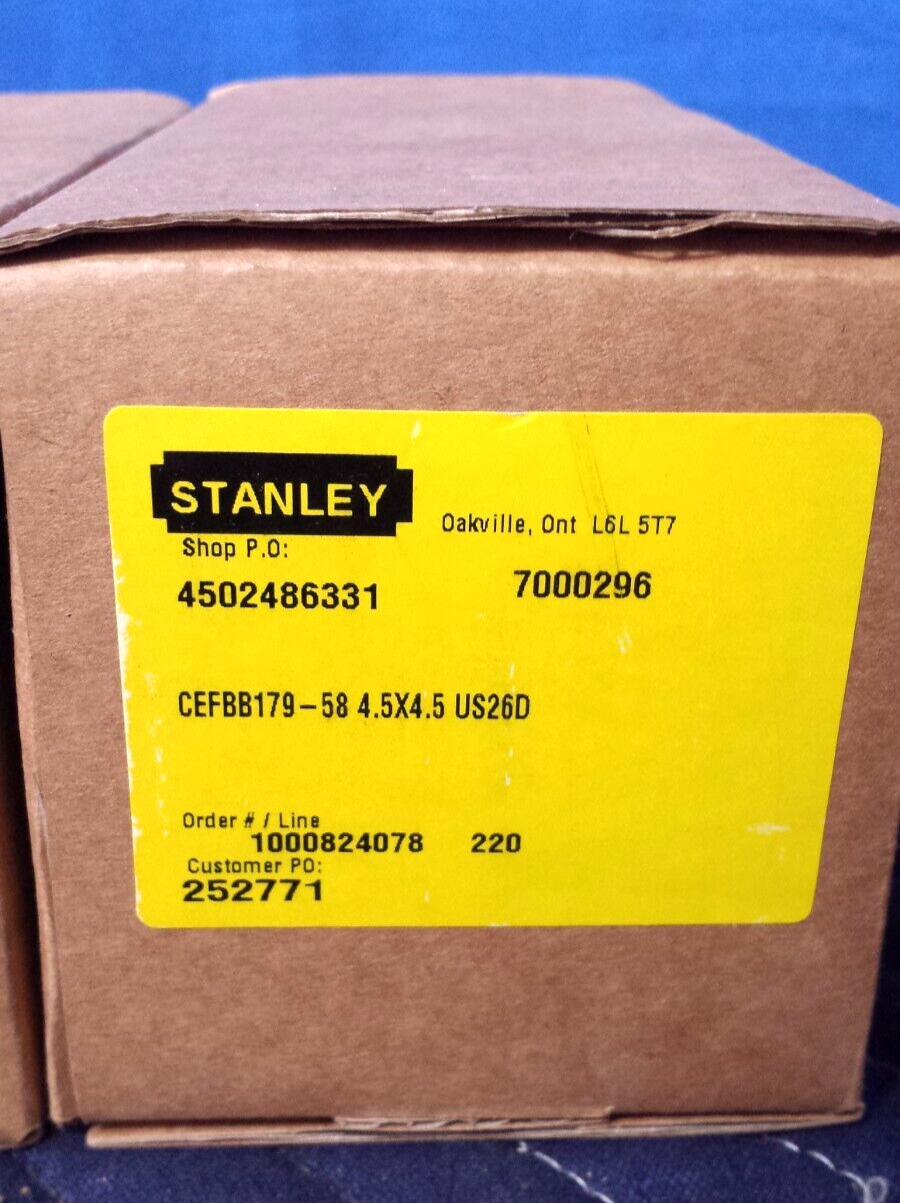 STANLEY
Oakville, Ont L6L 5T7
Shop P.O:
4502486331 7000296
CEFBB179-58 4.5X4.5 US26D
Order # / Line
1000824078 220
Customer PO:
252771